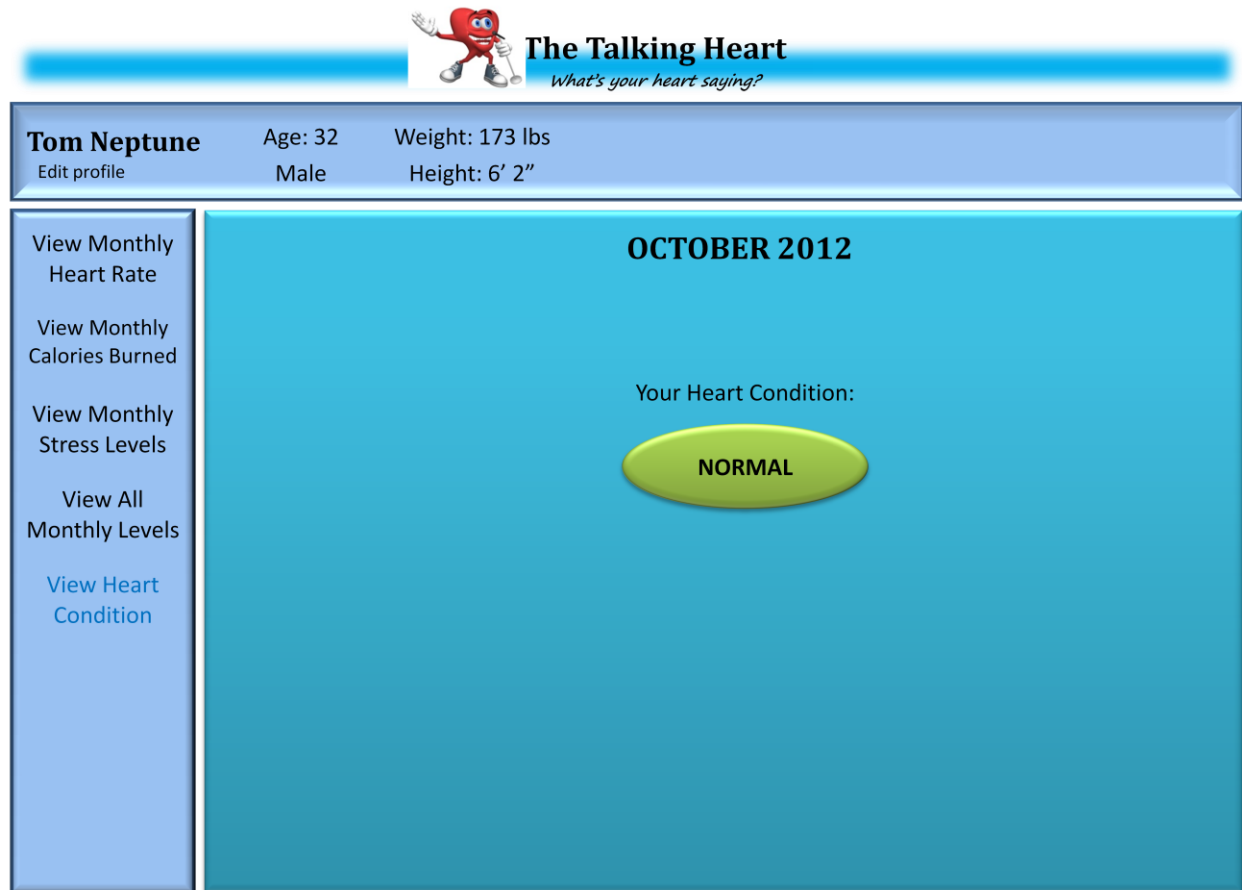 The Talking Heart
What's your heart saying?
Tom Neptune
Edit profile
Age: 32
Male
Weight: 173 lbs
Height: 6’ 2”
View Monthly
Heart Rate
View Monthly
Calories Burned
View Monthly
Stress Levels
View All
Monthly Levels
View Heart
Condition
OCTOBER 2012
Your Heart Condition:
NORMAL